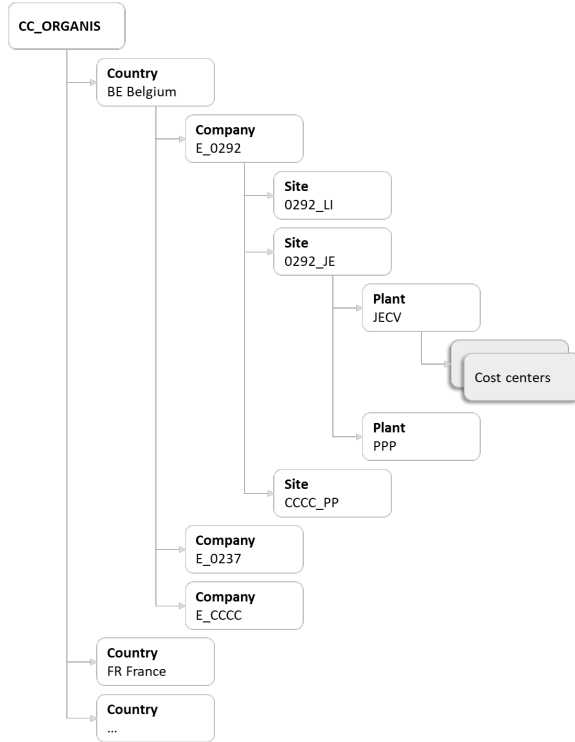 CC_ORGANIS
Country
BE Belgium
Company
E_0292
Site
0292_LI
Site
0292_JE
Plant
JECV
Cost centers
Plant
PPP
Site
CCCC_PP
Company
E_0237
Company
E_CCCC
Country
FR France
Country
...